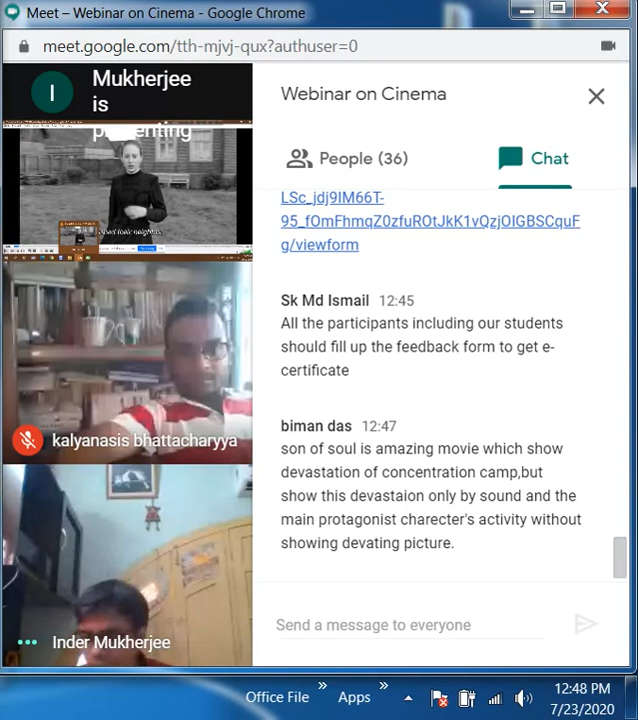 Meet – Webinar on Cinema - Google Chrome
meet.google.com/tth-mjvj-qux?authuser=0
I
Mukherjee
is
presenting
kalyanasis bhattacharyya
Inder Mukherjee
Webinar on Cinema
People (36)
Chat
LSc_jdj9IM66T-
95_fOmFhmqZ0zfuROtJkK1vQzjOIGBSCquF
g/viewform
Sk Md Ismail 12:45
All the participants including our students
should fill up the feedback form to get e-
certificate
biman das 12:47
son of soul is amazing movie which show
devastation of concentration camp,but
show this devastaion only by sound and the
main protagonist charecter's activity without
showing devating picture.
Send a message to everyone
Office File » Apps »
12:48 PM
7/23/2020